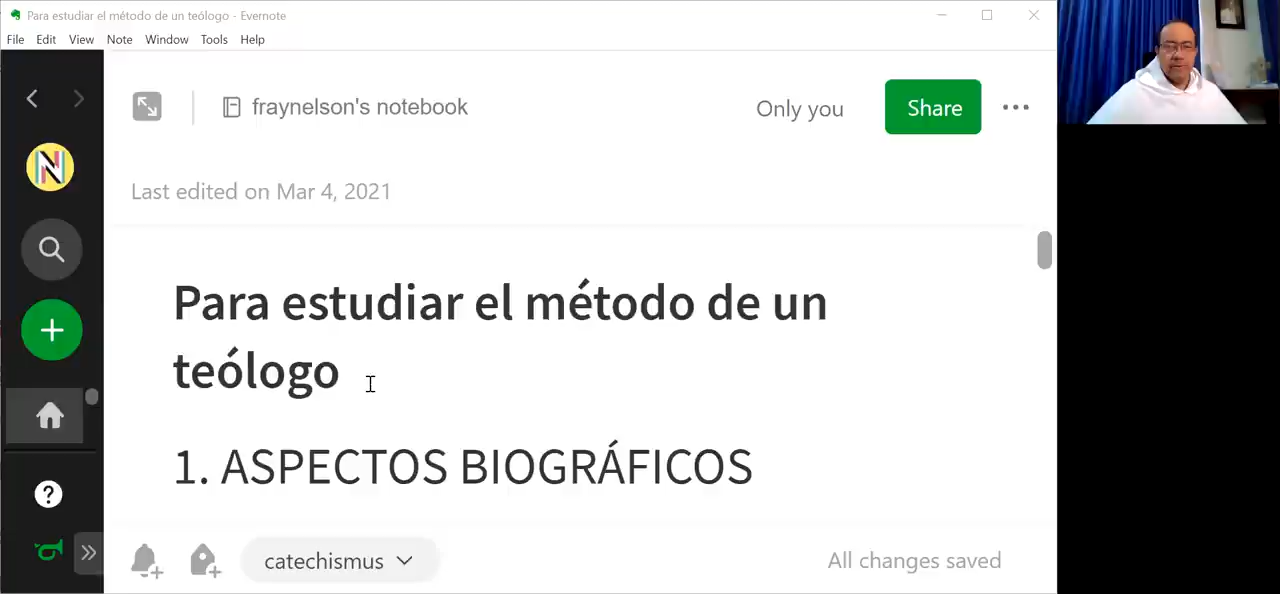 Para estudiar el método de un teólogo - Evernote
File Edit View Note Window Tools Help
fraynelson's notebook
Only you
Share
Last edited on Mar 4, 2021
Para estudiar el método de un
teólogo
1. ASPECTOS BIOGRÁFICOS
catechismus
All changes saved
N